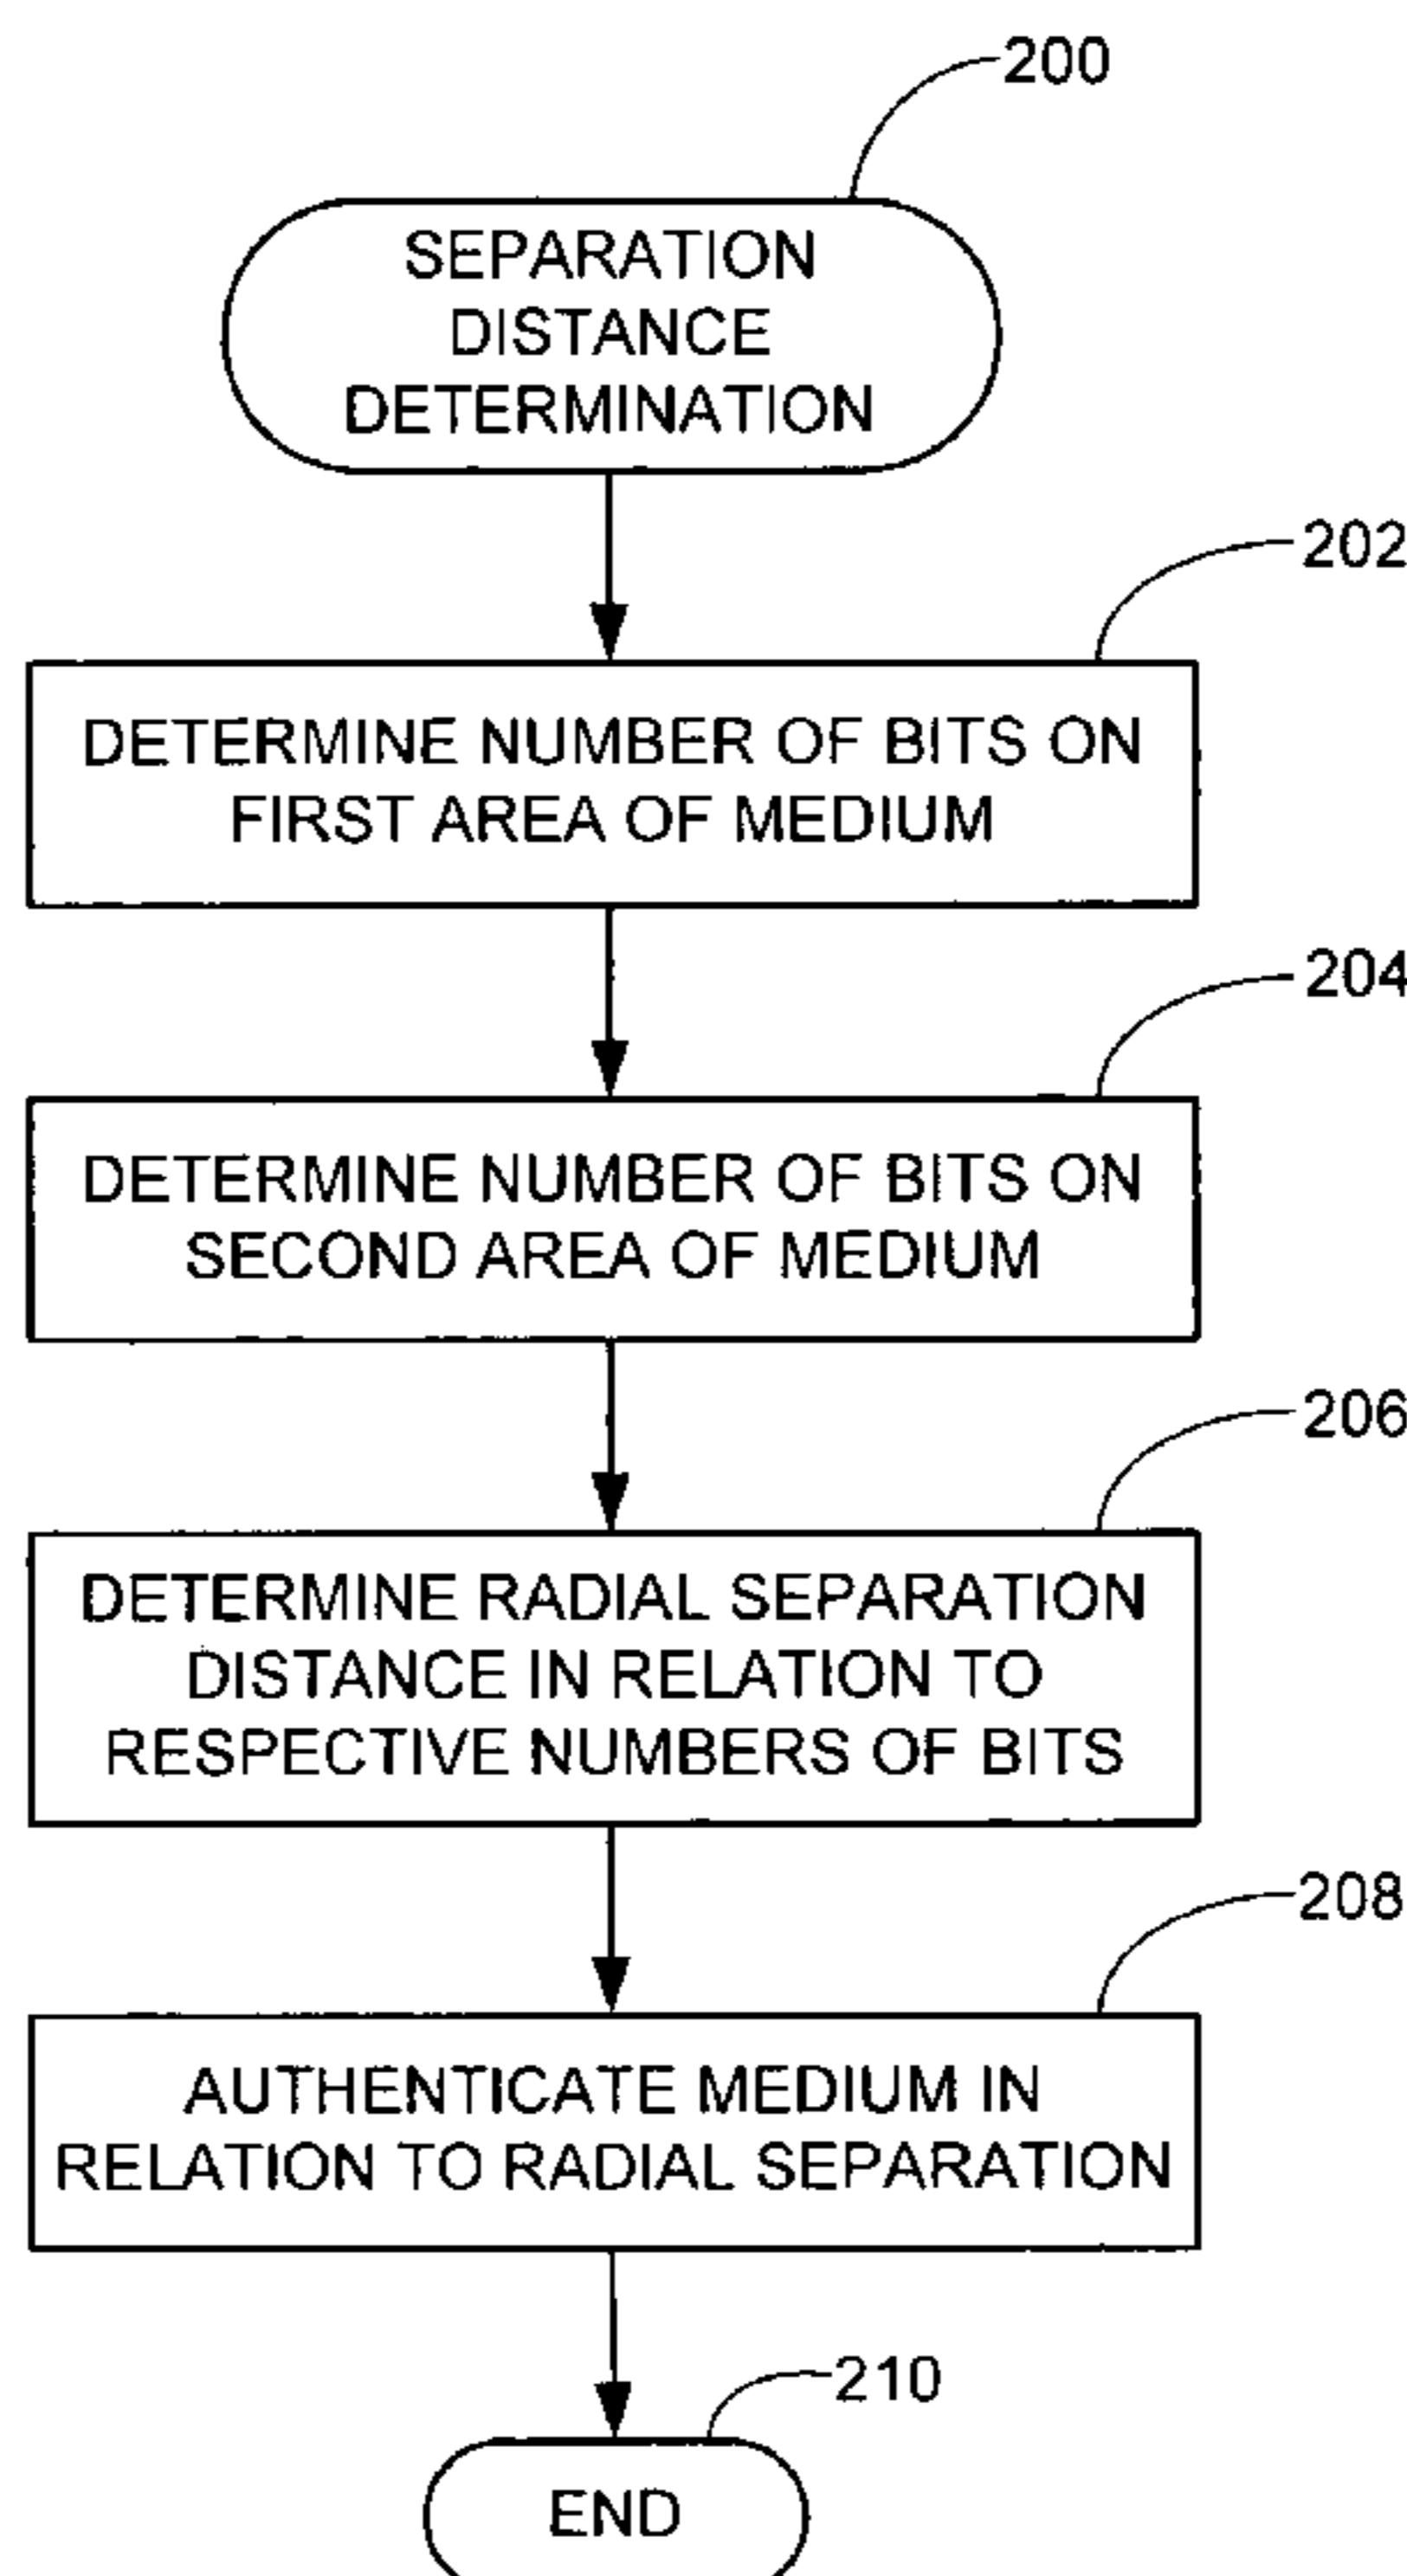 200
SEPARATION
DISTANCE
DETERMINATION
202
DETERMINE NUMBER OF BITS ON
FIRST AREA OF MEDIUM
204
DETERMINE NUMBER OF BITS ON
SECOND AREA OF MEDIUM
206
DETERMINE RADIAL SEPARATION
DISTANCE IN RELATION TO
RESPECTIVE NUMBERS OF BITS
208
AUTHENTICATE MEDIUM IN
RELATION TO RADIAL SEPARATION
210
END